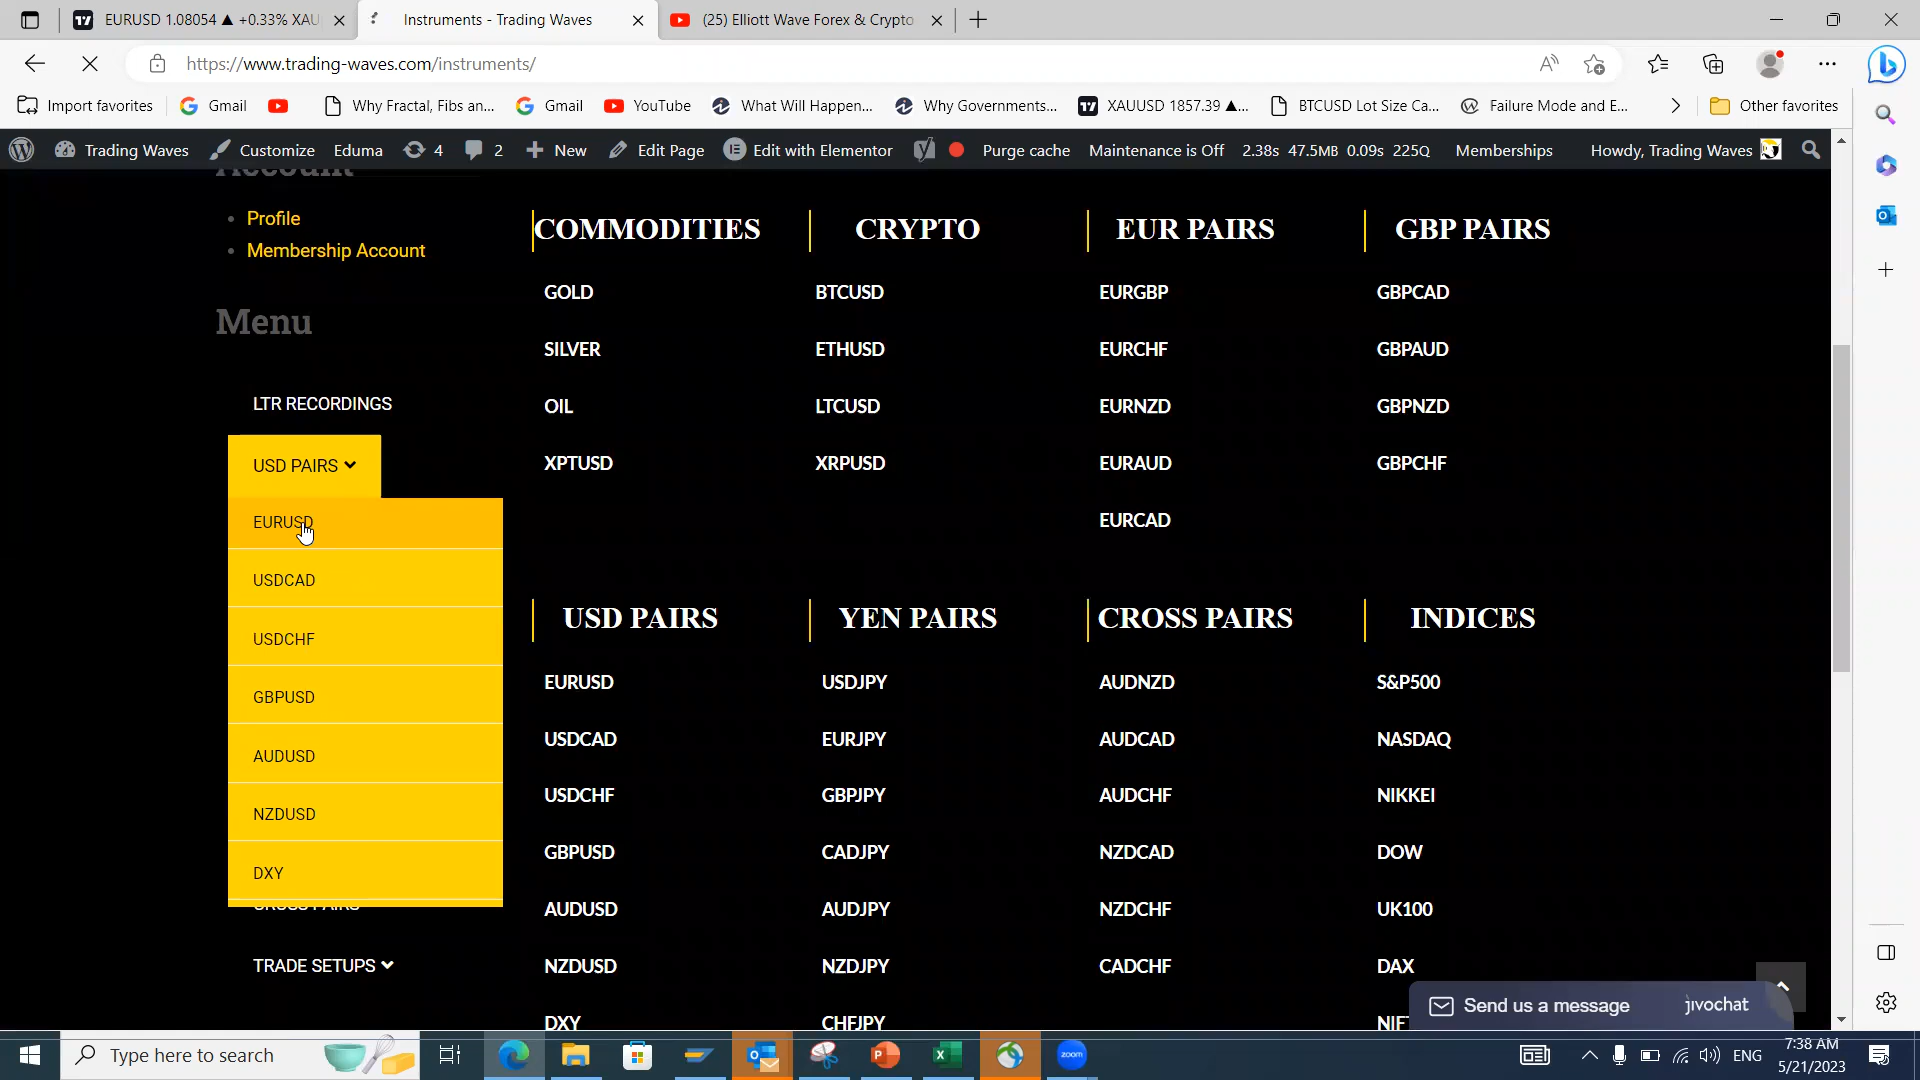 EURUSD 1.08054 ▲ +0.33% XAU
Instruments - Trading Waves
(25) Elliott Wave Forex & Crypto
https://www.trading-waves.com/instruments/
Import favorites
Gmail
Why Fractal, Fibs an...
Gmail
YouTube
What Will Happen...
Why Governments...
XAUUSD 1857.39 ▲...
BTCUSD Lot Size Ca...
Failure Mode and E...
Other favorites
Trading Waves
Customize
Eduma
4
2
New
Edit Page
Edit with Elementor
Purge cache
Maintenance is Off
2.38s 47.5MB 0.09s 225Q
Memberships
Howdy, Trading Waves
Account
Profile
Membership Account
Menu
LTR RECORDINGS
USD PAIRS
EURUSD
USDCAD
USDCHF
GBPUSD
AUDUSD
NZDUSD
DXY
CROSS PAIRS
TRADE SETUPS
COMMODITIES
GOLD
SILVER
OIL
XPTUSD
CRYPTO
BTCUSD
ETHUSD
LTCUSD
XRPUSD
EUR PAIRS
EURGBP
EURCHF
EURNZD
EURAUD
EURCAD
GBP PAIRS
GBPCAD
GBPAUD
GBPNZD
GBPCHF
USD PAIRS
EURUSD
USDCAD
USDCHF
GBPUSD
AUDUSD
NZDUSD
DXY
YEN PAIRS
USDJPY
EURJPY
GBPJPY
CADJPY
AUDJPY
NZDJPY
CHFJPY
CROSS PAIRS
AUDNZD
AUDCAD
AUDCHF
NZDCAD
NZDCHF
CADCHF
INDICES
S&P500
NASDAQ
NIKKEI
DOW
UK100
DAX
Send us a message
jivochat
Type here to search
zoom
ENG
7:38 AM
5/21/2023